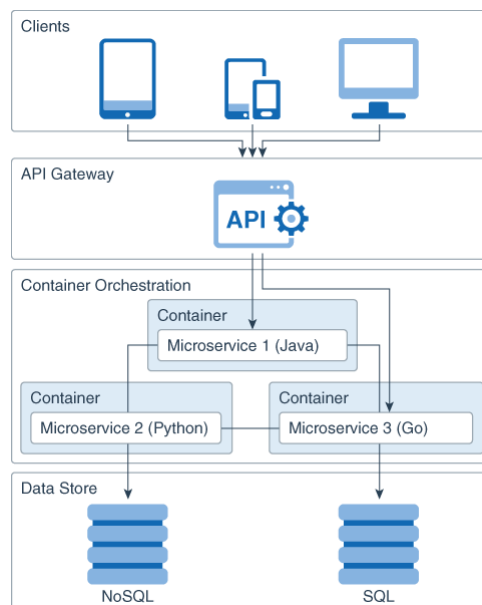 Clients
API Gateway
API
Container Orchestration
Container
Microservice 1 (Java)
Container
Microservice 2 (Python)
Container
Microservice 3 (Go)
Data Store
NoSQL
SQL